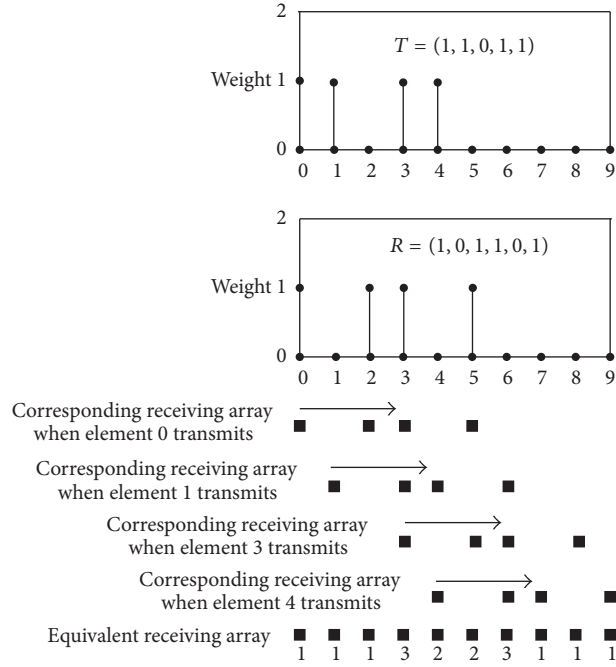 2
T = (1, 1, 0, 1, 1)
Weight 1
0
0 1 2 3 4 5 6 7 8 9
2
R = (1, 0, 1, 1, 0, 1)
Weight 1
0
0 1 2 3 4 5 6 7 8 9
Corresponding receiving array
when element 0 transmits
Corresponding receiving array
when element 1 transmits
Corresponding receiving array
when element 3 transmits
Corresponding receiving array
when element 4 transmits
Equivalent receiving array
1 1 1 3 2 2 3 1 1 1